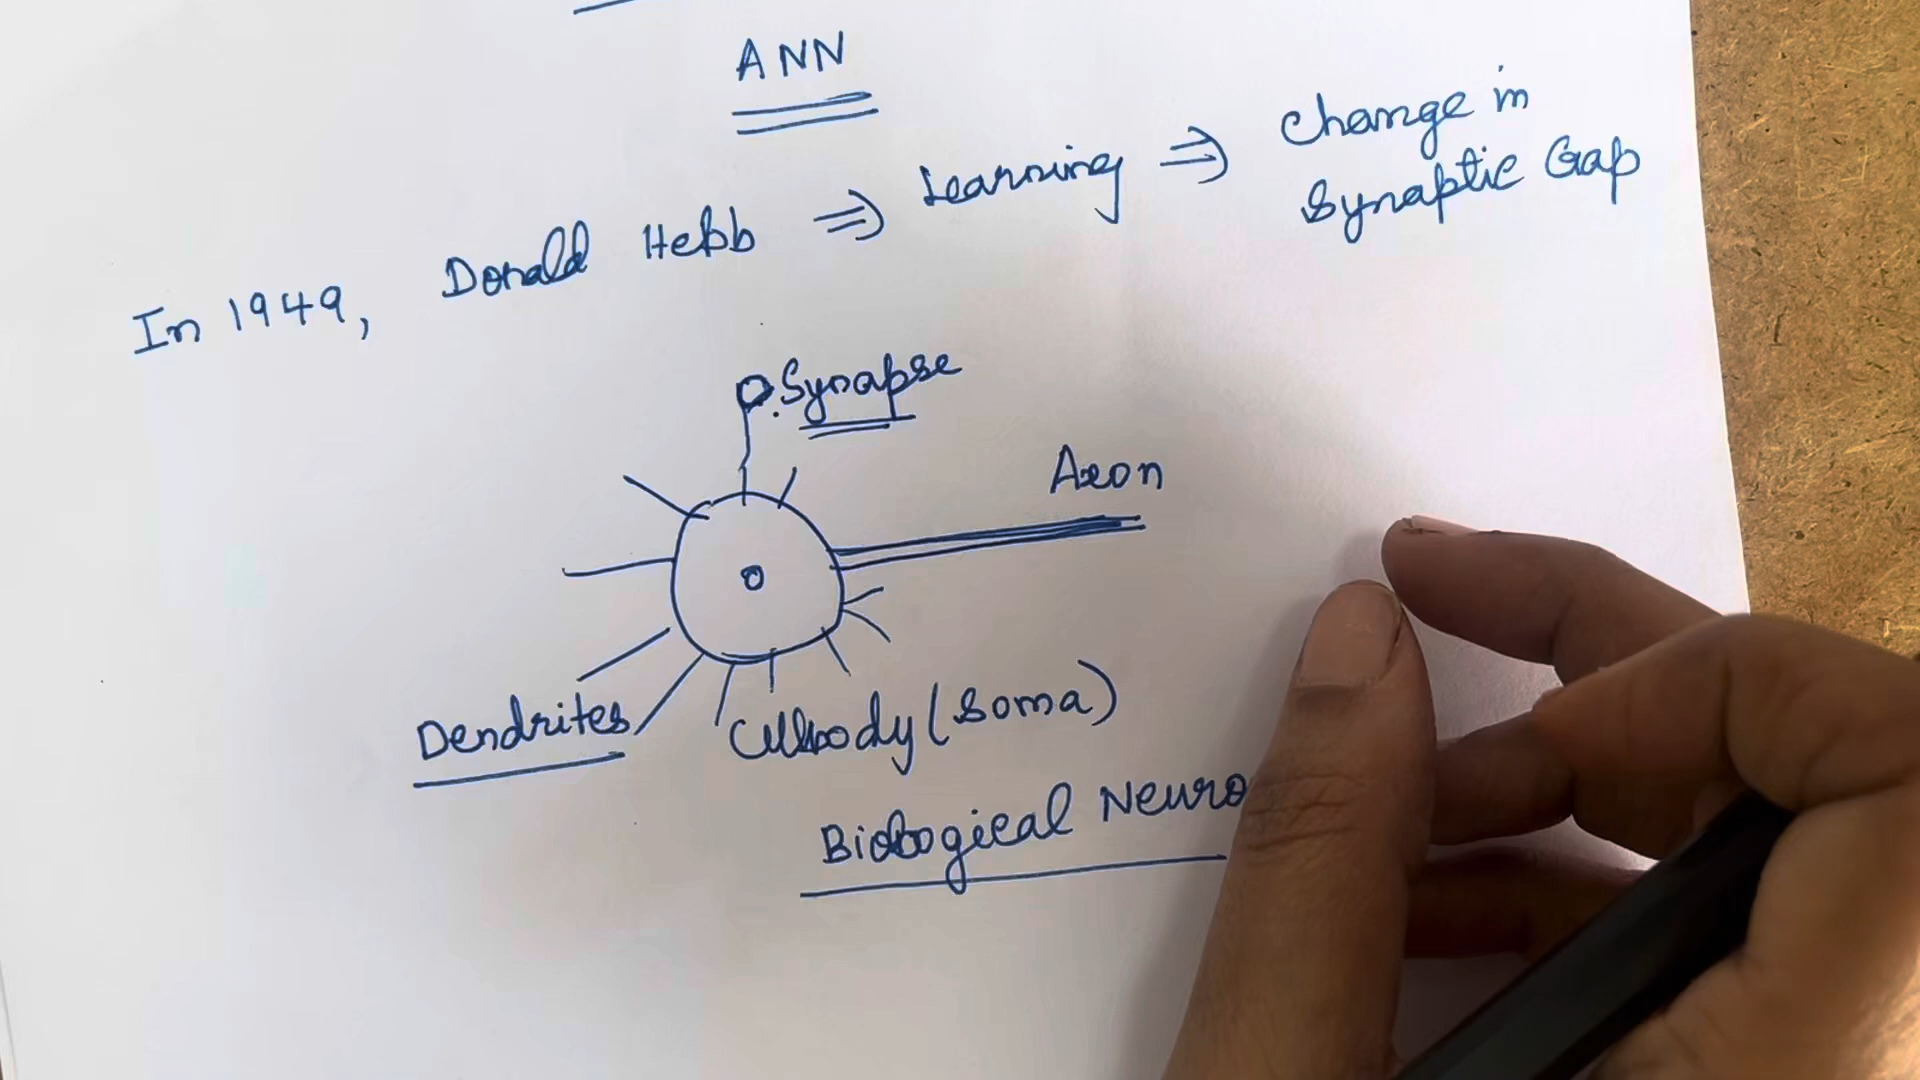 ANN
In 1949, Donald Hebb ⇒ Learning ⇒ Change in
Synaptic Gap
Synapse
Axon
Dendrites
Cellbody (Soma)
Biological Neuro